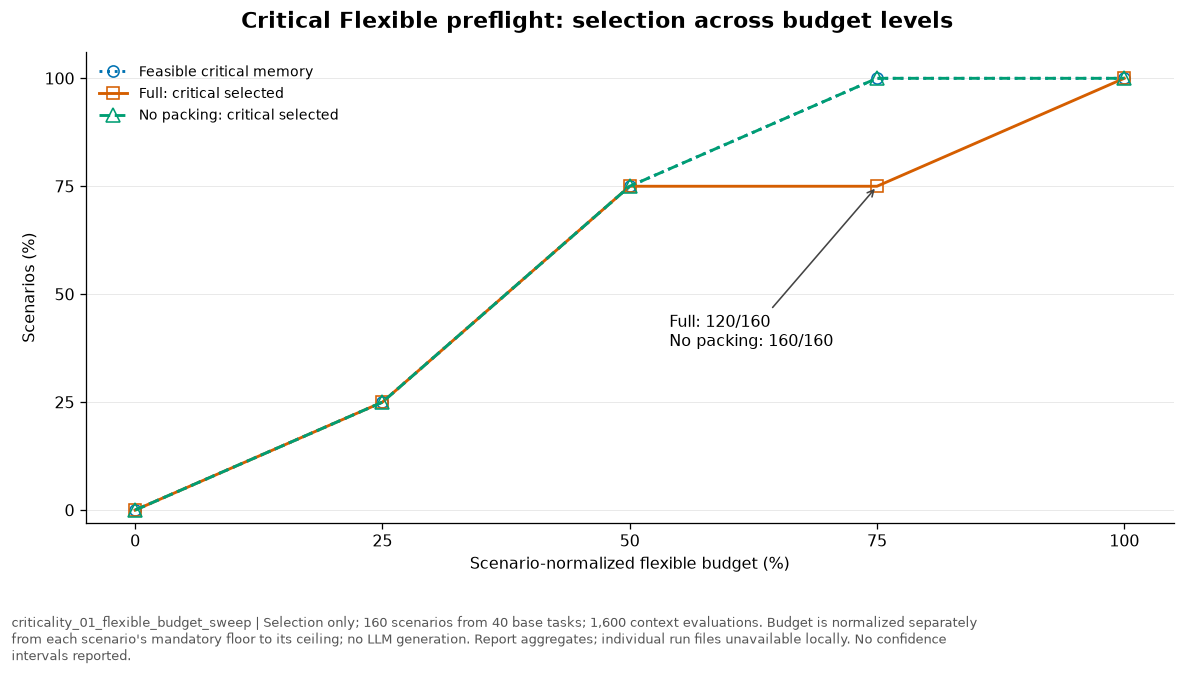 Critical Flexible preflight: selection across budget levels
Feasible critical memory
Full: critical selected
No packing: critical selected
100
75
50
25
0
Scenarios (%)
Full: 120/160
No packing: 160/160
0
25
50
75
100
Scenario-normalized flexible budget (%)
criticality_01_flexible_budget_sweep | Selection only; 160 scenarios from 40 base tasks; 1,600 context evaluations. Budget is normalized separately
from each scenario's mandatory floor to its ceiling; no LLM generation. Report aggregates; individual run files unavailable locally. No confidence
intervals reported.